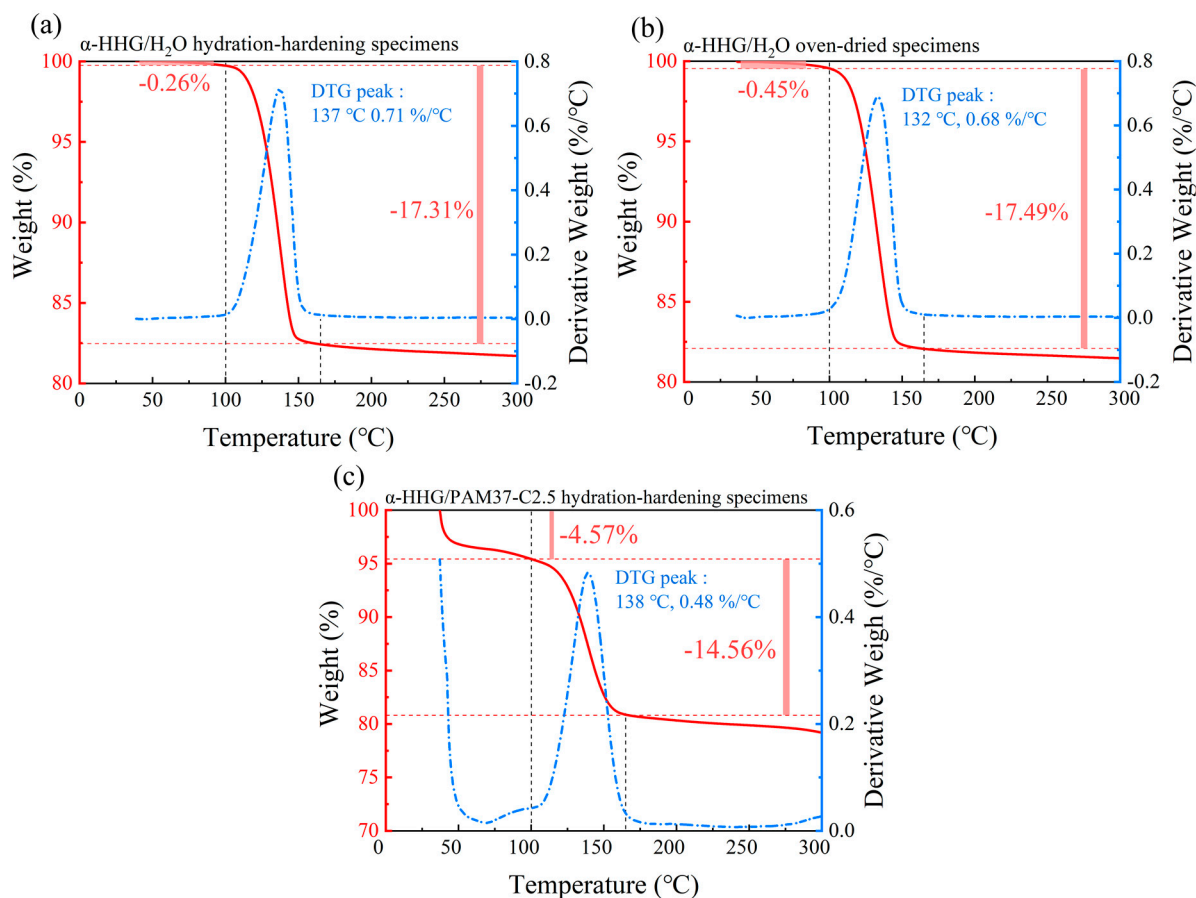 (a)
α-HHG/H₂O hydration-hardening specimens
100
95
90
85
80
Weight (%)
-0.26%
DTG peak :
137 ℃ 0.71 %/℃
-17.31%
0.8
0.6
0.4
0.2
0.0
-0.2
Derivative Weight (%/℃)
50
100
150
200
250
300
Temperature (℃)
(b)
α-HHG/H₂O oven-dried specimens
100
95
90
85
80
Weight (%)
-0.45%
DTG peak :
132 ℃, 0.68 %/℃
-17.49%
0.8
0.6
0.4
0.2
0.0
-0.2
Derivative Weight (%/℃)
0
50
100
150
200
250
300
Temperature (℃)
(c)
α-HHG/PAM37-C2.5 hydration-hardening specimens
100
95
90
85
80
75
70
Weight (%)
-4.57%
DTG peak :
138 ℃, 0.48 %/℃
-14.56%
0.6
0.4
0.2
0.0
Derivative Weigh (%/℃)
0
50
100
150
200
250
300
Temperature (℃)